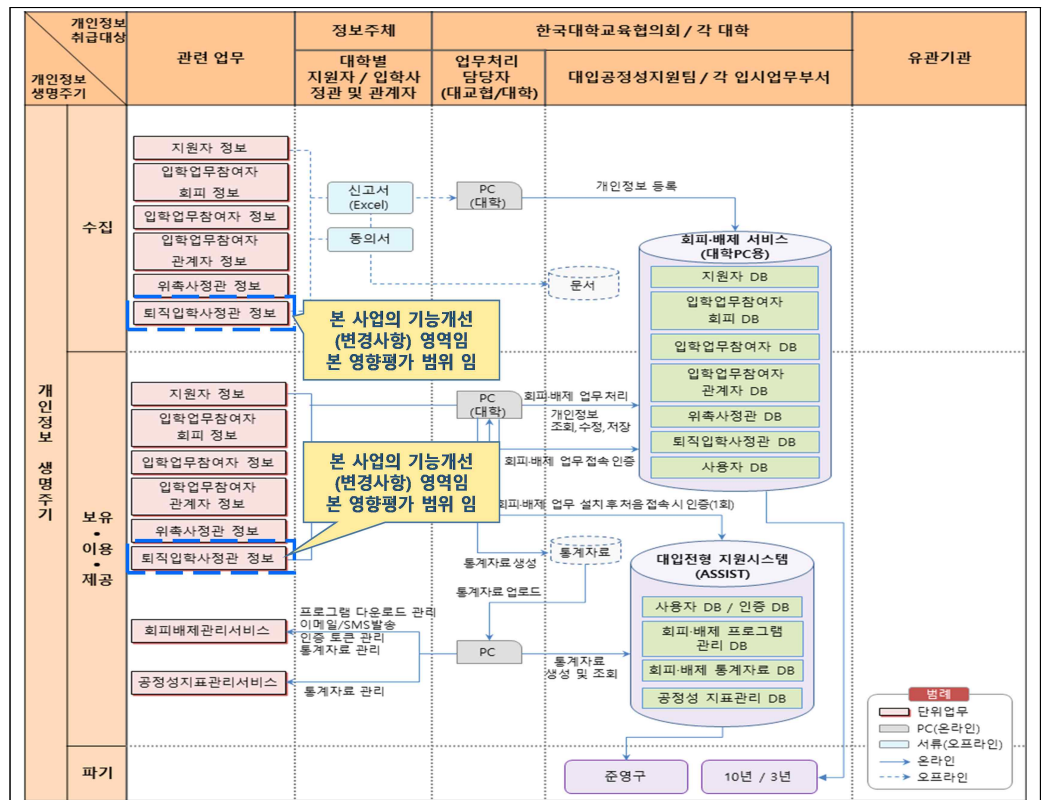 개인정보
취급대상
개인정보
생명주기
관련 업무
정보주체
한국대학교육협의회 / 각 대학
유관기관
대학별
지원자 / 입학사
정관 및 관계자
업무처리
담당자
(대교협/대학)
대입공정성지원팀 / 각 입시업무부서
개인정보 생명주기
수집
지원자 정보
입학업무참여자
회피 정보
입학업무참여자 정보
입학업무참여자
관계자 정보
위촉사정관 정보
퇴직입학사정관 정보
신고서
(Excel)
동의서
PC
(대학)
개인정보 등록
문서
본 사업의 기능개선
(변경사항) 영역임
본 영향평가 범위 임
회피·배제 서비스
(대학PC용)
지원자 DB
입학업무참여자
회피 DB
입학업무참여자 DB
입학업무참여자
관계자 DB
위촉사정관 DB
퇴직입학사정관 DB
사용자 DB
보유
•
이용
•
제공
지원자 정보
입학업무참여자
회피 정보
입학업무참여자 정보
입학업무참여자
관계자 정보
위촉사정관 정보
퇴직입학사정관 정보
본 사업의 기능개선
(변경사항) 영역임
본 영향평가 범위 임
PC
(대학)
회피·배제 업무처리
개인정보
조회,수정,저장
회피·배제 업무접속 인증
회피·배제 업무 설치 후 처음 접속 시 인증(1회)
통계자료 생성
통계자료
통계자료 업로드
대입전형 지원시스템
(ASSIST)
사용자 DB / 인증 DB
회피·배제 프로그램
관리 DB
회피·배제 통계자료 DB
공정성 지표관리 DB
회피배제관리서비스
공정성지표관리서비스
프로그램 다운로드 관리
이메일/SMS발송
인증 토큰 관리
통계자료 관리
통계자료 관리
PC
통계자료
생성 및 조회
범례
단위업무
PC(온라인)
서류(오프라인)
온라인
오프라인
파기
준영구
10년 / 3년